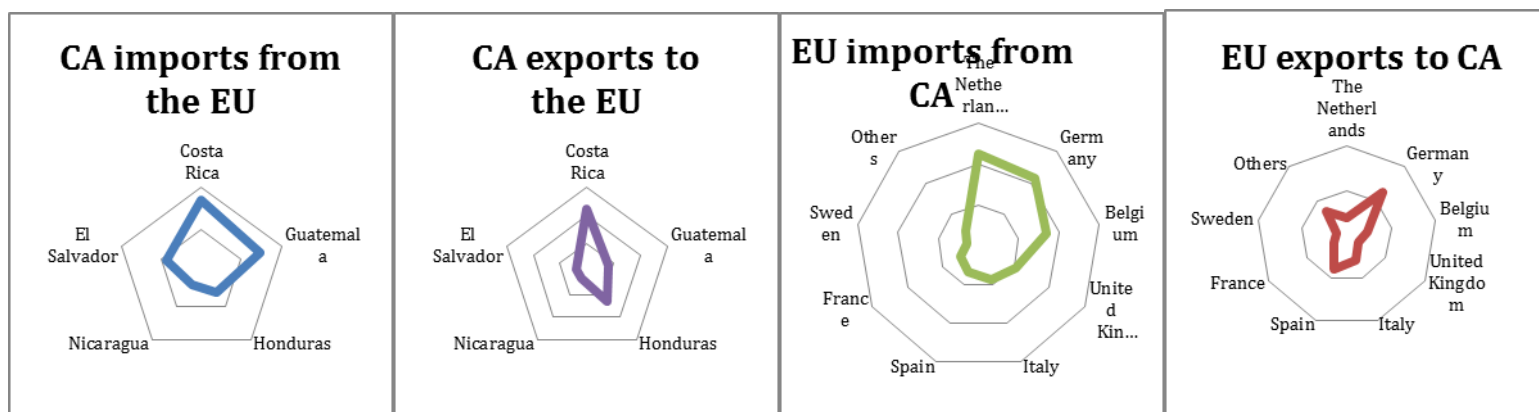 CA imports from
the EU
Costa
Rica
Guatemal
a
Honduras
Nicaragua
El
Salvador
CA exports to
the EU
Costa
Rica
Guatemal
a
Honduras
Nicaragua
El
Salvador
EU imports from
CA
The
Nethe
rlan...
Germ
any
Belgi
um
Unite
d
Kin...
Italy
Spain
Franc
e
Swed
en
Other
s
EU exports to CA
The
Netherl
ands
German
y
Belgiu
m
United
Kingdo
m
Italy
Spain
France
Sweden
Others